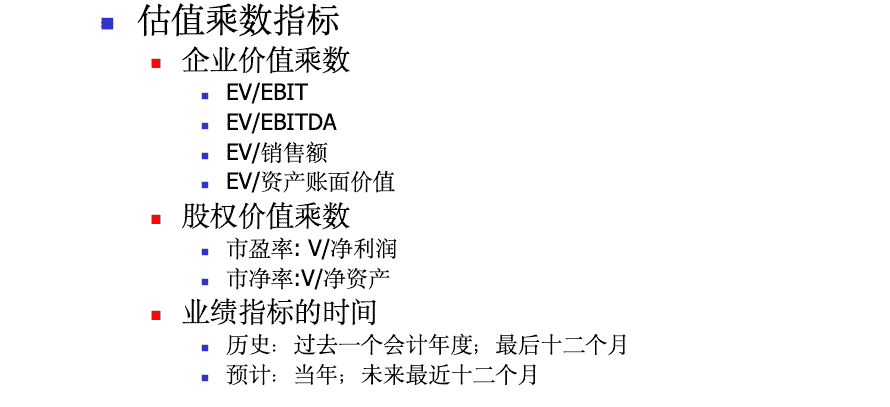 估值乘数指标
企业价值乘数
EV/EBIT
EV/EBITDA
EV/销售额
EV/资产账面价值
股权价值乘数
市盈率: V/净利润
市净率:V/净资产
业绩指标的时间
历史：过去一个会计年度；最后十二个月
预计：当年；未来最近十二个月